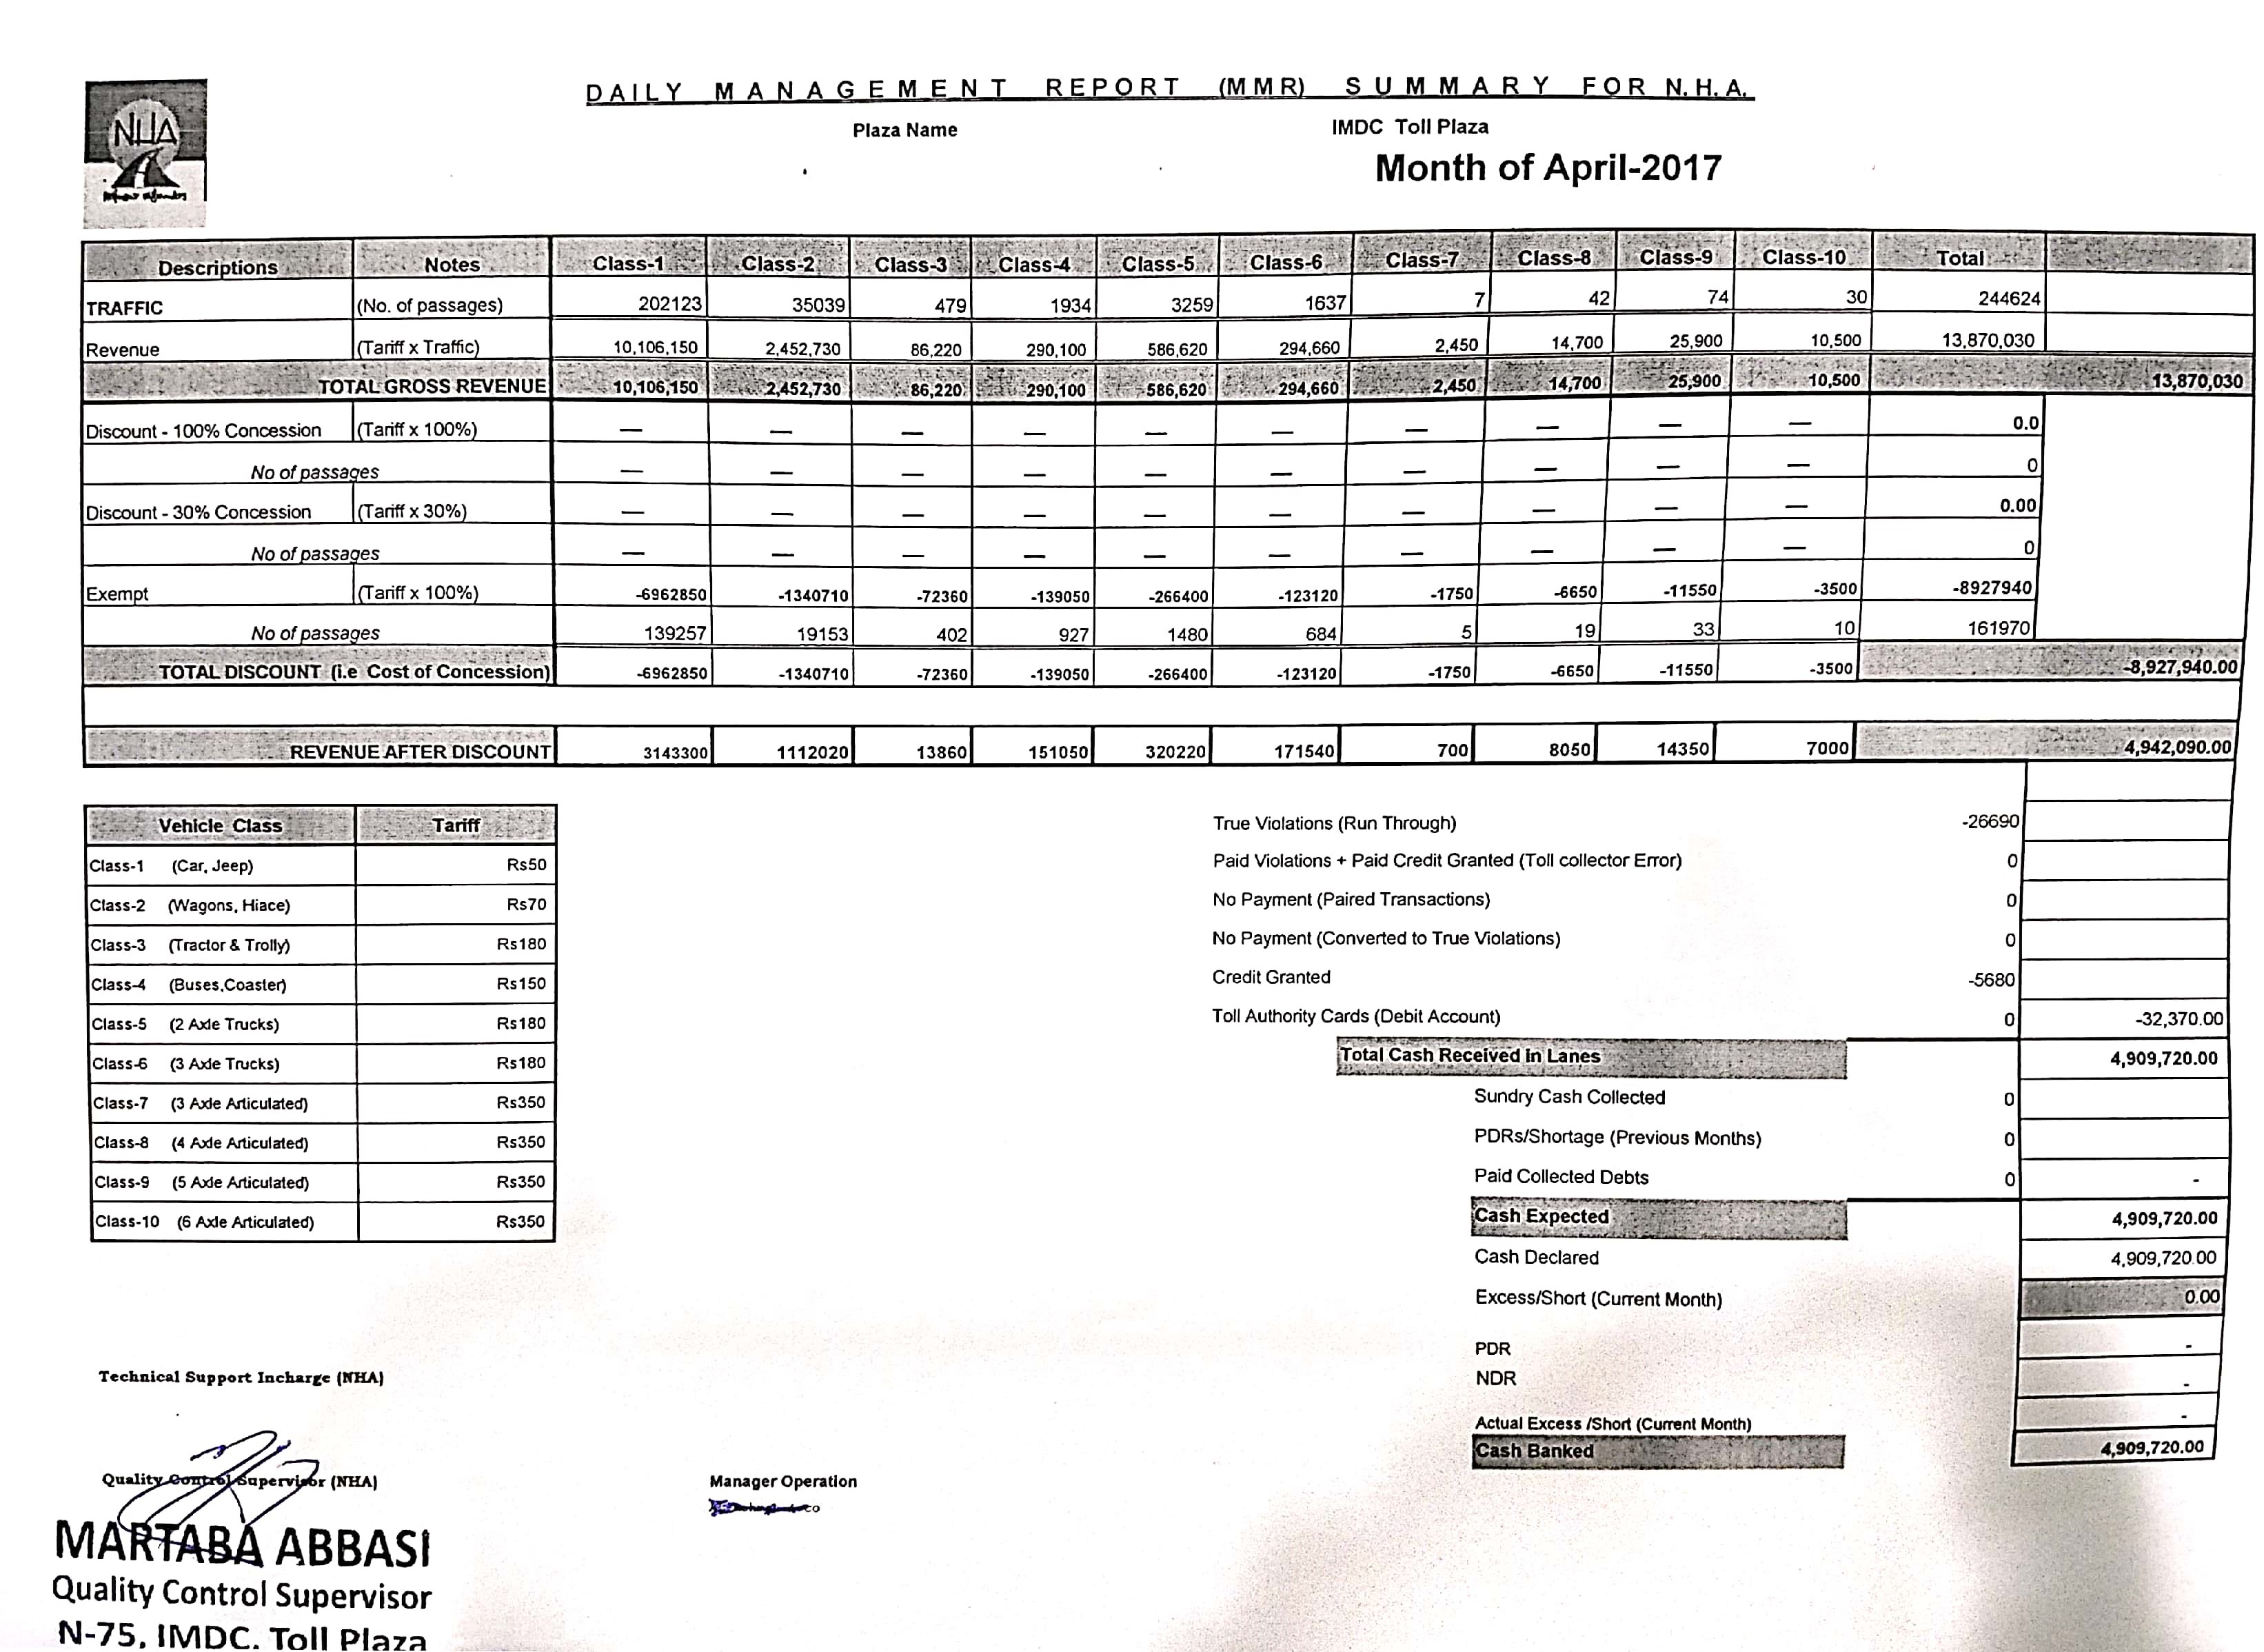 NHA
DAILY MANAGEMENT REPORT (MMR) SUMMARY FOR N.H.A.
Plaza Name IMDC Toll Plaza
Month of April-2017
Descriptions Notes Class-1 Class-2 Class-3 Class-4 Class-5 Class-6 Class-7 Class-8 Class-9 Class-10 Total
TRAFFIC (No. of passages) 202123 35039 479 1934 3259 1637 7 42 74 30 244624
Revenue (Tariff x Traffic) 10,106,150 2,452,730 86,220 290,100 586,620 294,660 2,450 14,700 25,900 10,500 13,870,030
TOTAL GROSS REVENUE 10,106,150 2,452,730 86,220 290,100 586,620 294,660 2,450 14,700 25,900 10,500 13,870,030
Discount - 100% Concession (Tariff x 100%) — — — — — — — — — — 0.0
No of passages — — — — — — — — — — 0
Discount - 30% Concession (Tariff x 30%) — — — — — — — — — — 0.00
No of passages — — — — — — — — — — 0
Exempt (Tariff x 100%) -6962850 -1340710 -72360 -139050 -266400 -123120 -1750 -6650 -11550 -3500 -8927940
No of passages 139257 19153 402 927 1480 684 5 19 33 10 161970
TOTAL DISCOUNT (i.e Cost of Concession) -6962850 -1340710 -72360 -139050 -266400 -123120 -1750 -6650 -11550 -3500 -8,927,940.00
REVENUE AFTER DISCOUNT 3143300 1112020 13860 151050 320220 171540 700 8050 14350 7000 4,942,090.00
Vehicle Class Tariff
Class-1 (Car, Jeep) Rs50
Class-2 (Wagons, Hiace) Rs70
Class-3 (Tractor & Trolly) Rs180
Class-4 (Buses,Coaster) Rs150
Class-5 (2 Axle Trucks) Rs180
Class-6 (3 Axle Trucks) Rs180
Class-7 (3 Axle Articulated) Rs350
Class-8 (4 Axle Articulated) Rs350
Class-9 (5 Axle Articulated) Rs350
Class-10 (6 Axle Articulated) Rs350
True Violations (Run Through) -26690
Paid Violations + Paid Credit Granted (Toll collector Error) 0
No Payment (Paired Transactions) 0
No Payment (Converted to True Violations) 0
Credit Granted -5680
Toll Authority Cards (Debit Account) 0 -32,370.00
Total Cash Received in Lanes 4,909,720.00
Sundry Cash Collected 0
PDRs/Shortage (Previous Months) 0
Paid Collected Debts 0 -
Cash Expected 4,909,720.00
Cash Declared 4,909,720.00
Excess/Short (Current Month) 0.00
PDR -
NDR -
Actual Excess /Short (Current Month) -
Cash Banked 4,909,720.00
Technical Support Incharge (NHA)
Quality Control Supervisor (NHA)
Manager Operation
MARTABA ABBASI
Quality Control Supervisor
N-75, IMDC. Toll Plaza